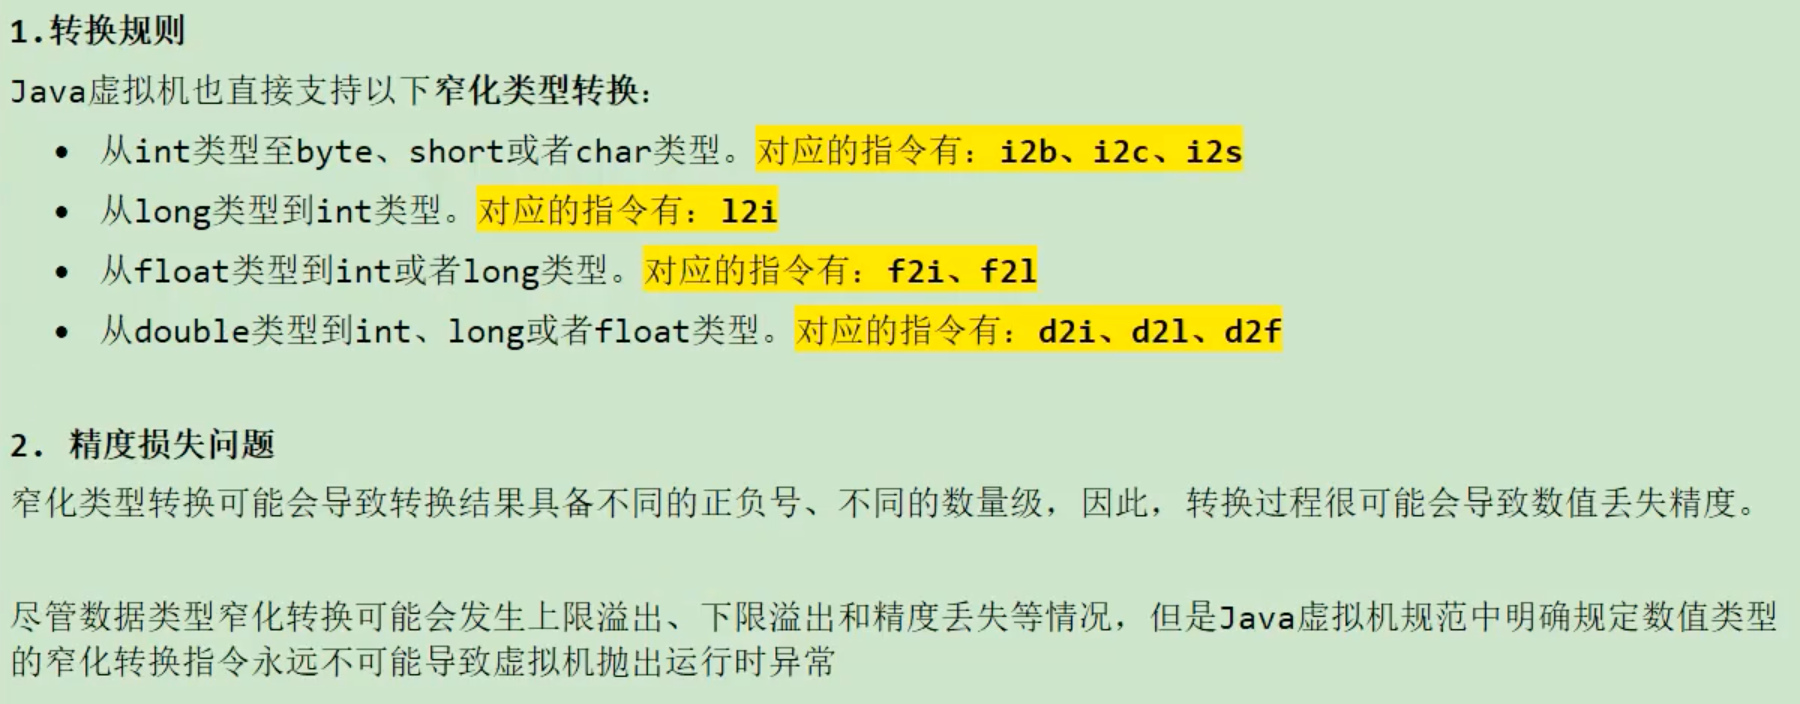 1.转换规则
Java虚拟机也直接支持以下窄化类型转换：
• 从int类型至byte、short或者char类型。对应的指令有：i2b、i2c、i2s
• 从long类型到int类型。对应的指令有：l2i
• 从float类型到int或者long类型。对应的指令有：f2i、f2l
• 从double类型到int、long或者float类型。对应的指令有：d2i、d2l、d2f
2. 精度损失问题
窄化类型转换可能会导致转换结果具备不同的正负号、不同的数量级，因此，转换过程很可能会导致数值丢失精度。
尽管数据类型窄化转换可能会发生上限溢出、下限溢出和精度丢失等情况，但是Java虚拟机规范中明确规定数值类型
的窄化转换指令永远不可能导致虚拟机抛出运行时异常